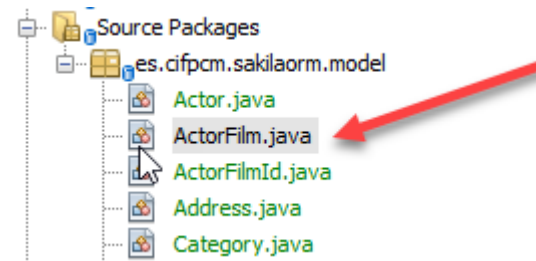 Source Packages
es.cifpcm.sakilaorm.model
Actor.java
ActorFilm.java
ActorFilmId.java
Address.java
Category.java